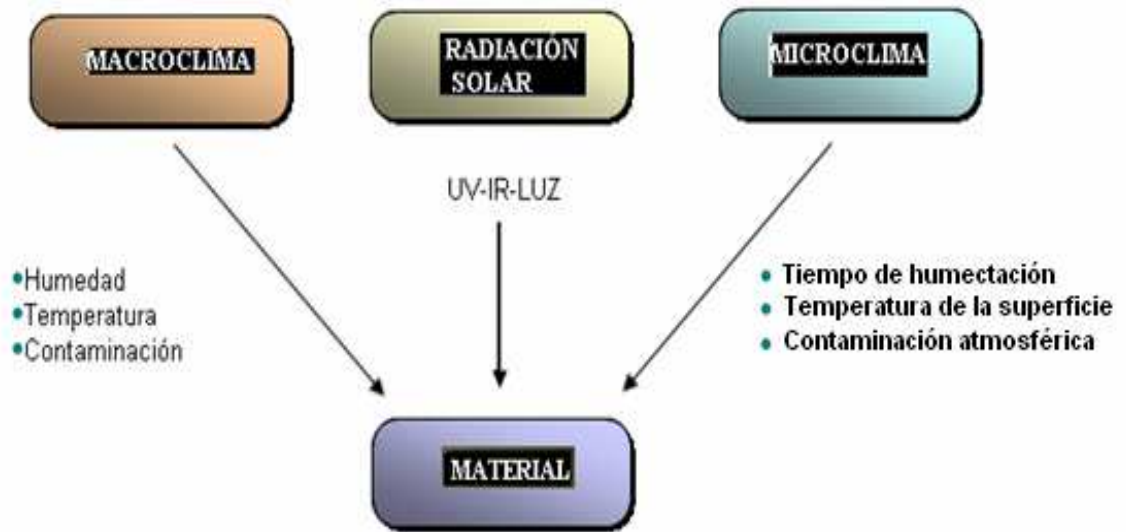 MACROCLIMA
RADIACIÓN
SOLAR
MICROCLIMA
UV-IR-LUZ
•Humedad
•Temperatura
•Contaminación
• Tiempo de humectación
• Temperatura de la superficie
• Contaminación atmosférica
MATERIAL